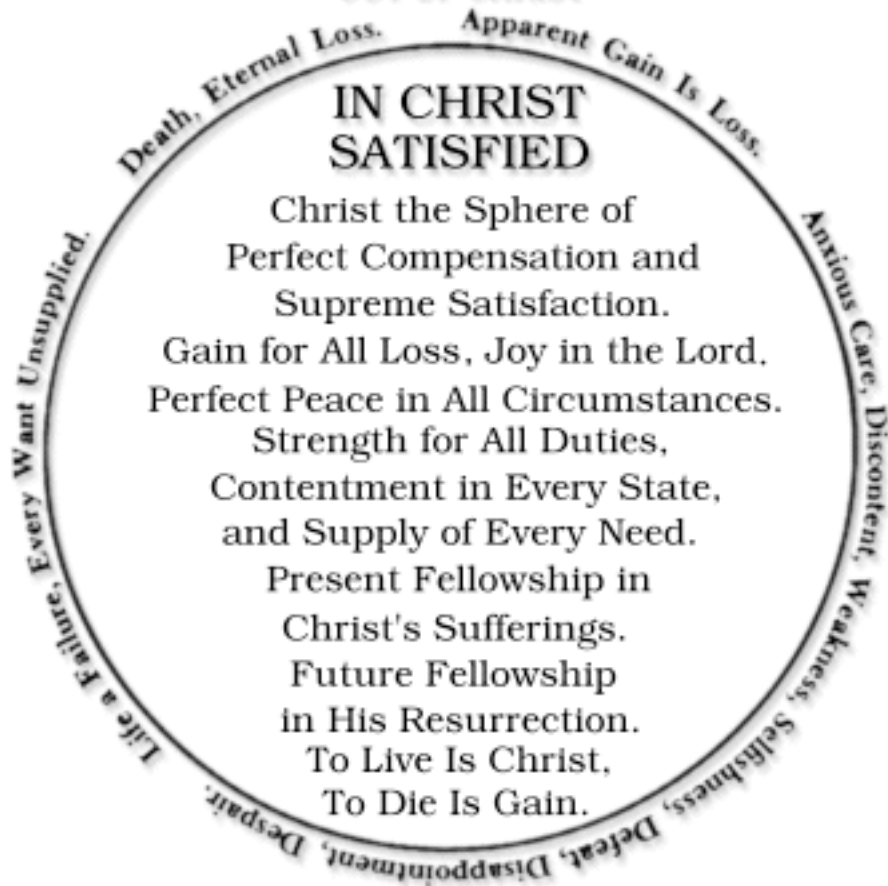 IN CHRIST
SATISFIED
Christ the Sphere of
Perfect Compensation and
Supreme Satisfaction.
Gain for All Loss, Joy in the Lord.
Perfect Peace in All Circumstances.
Strength for All Duties,
Contentment in Every State,
and Supply of Every Need.
Present Fellowship in
Christ's Sufferings.
Future Fellowship
in His Resurrection.
To Live Is Christ,
To Die Is Gain.
Apparent Gain Is Loss.
Anxious Care, Discontent, Weakness, Selfishness, Defeat, Disappointment, Despair.
Life a Failure, Every Want Unsupplied.
Death, Eternal Loss.